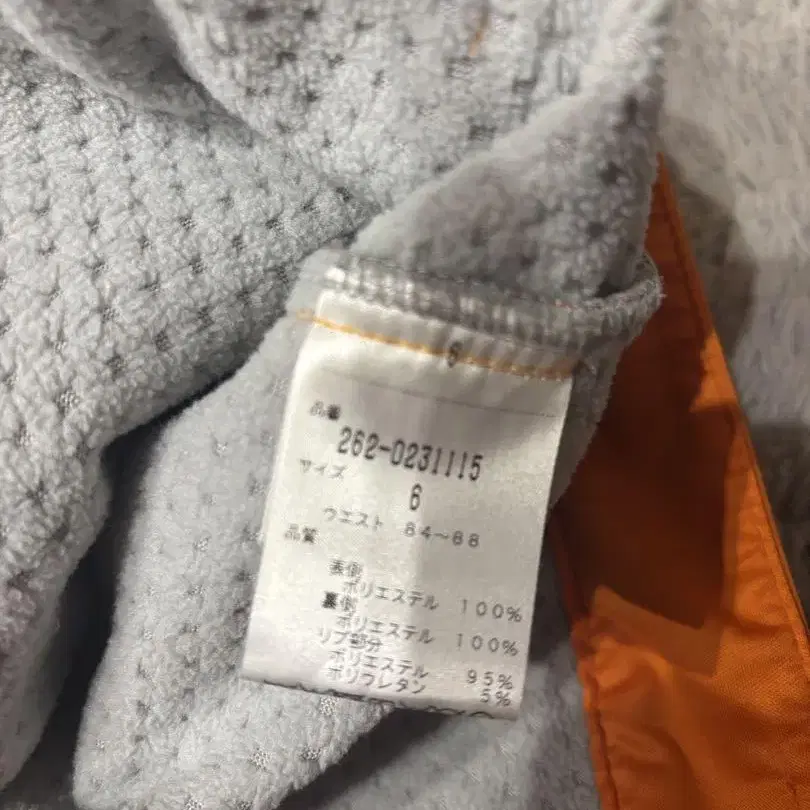 6
品番
262-0231115
サイズ
6
ウエスト 84～88
品質
表側
ポリエステル 100%
裏側
ポリエステル 100%
リブ部分
ポリエステル 95%
ポリウレタン 5%